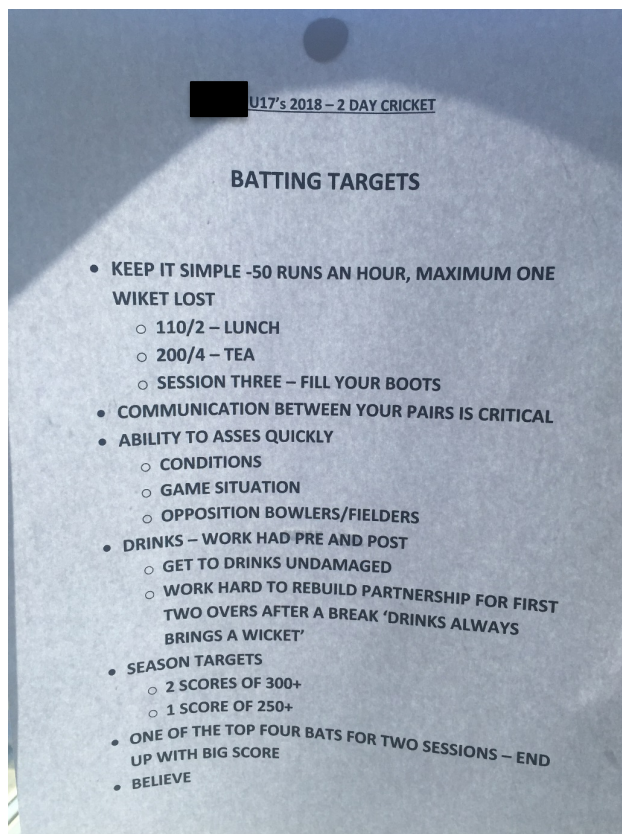 U17's 2018 – 2 DAY CRICKET
BATTING TARGETS
• KEEP IT SIMPLE -50 RUNS AN HOUR, MAXIMUM ONE
WIKET LOST
o 110/2 – LUNCH
o 200/4 – TEA
o SESSION THREE – FILL YOUR BOOTS
• COMMUNICATION BETWEEN YOUR PAIRS IS CRITICAL
• ABILITY TO ASSES QUICKLY
o CONDITIONS
o GAME SITUATION
o OPPOSITION BOWLERS/FIELDERS
• DRINKS – WORK HAD PRE AND POST
o GET TO DRINKS UNDAMAGED
o WORK HARD TO REBUILD PARTNERSHIP FOR FIRST
TWO OVERS AFTER A BREAK 'DRINKS ALWAYS
BRINGS A WICKET'
• SEASON TARGETS
o 2 SCORES OF 300+
o 1 SCORE OF 250+
• ONE OF THE TOP FOUR BATS FOR TWO SESSIONS – END
UP WITH BIG SCORE
• BELIEVE